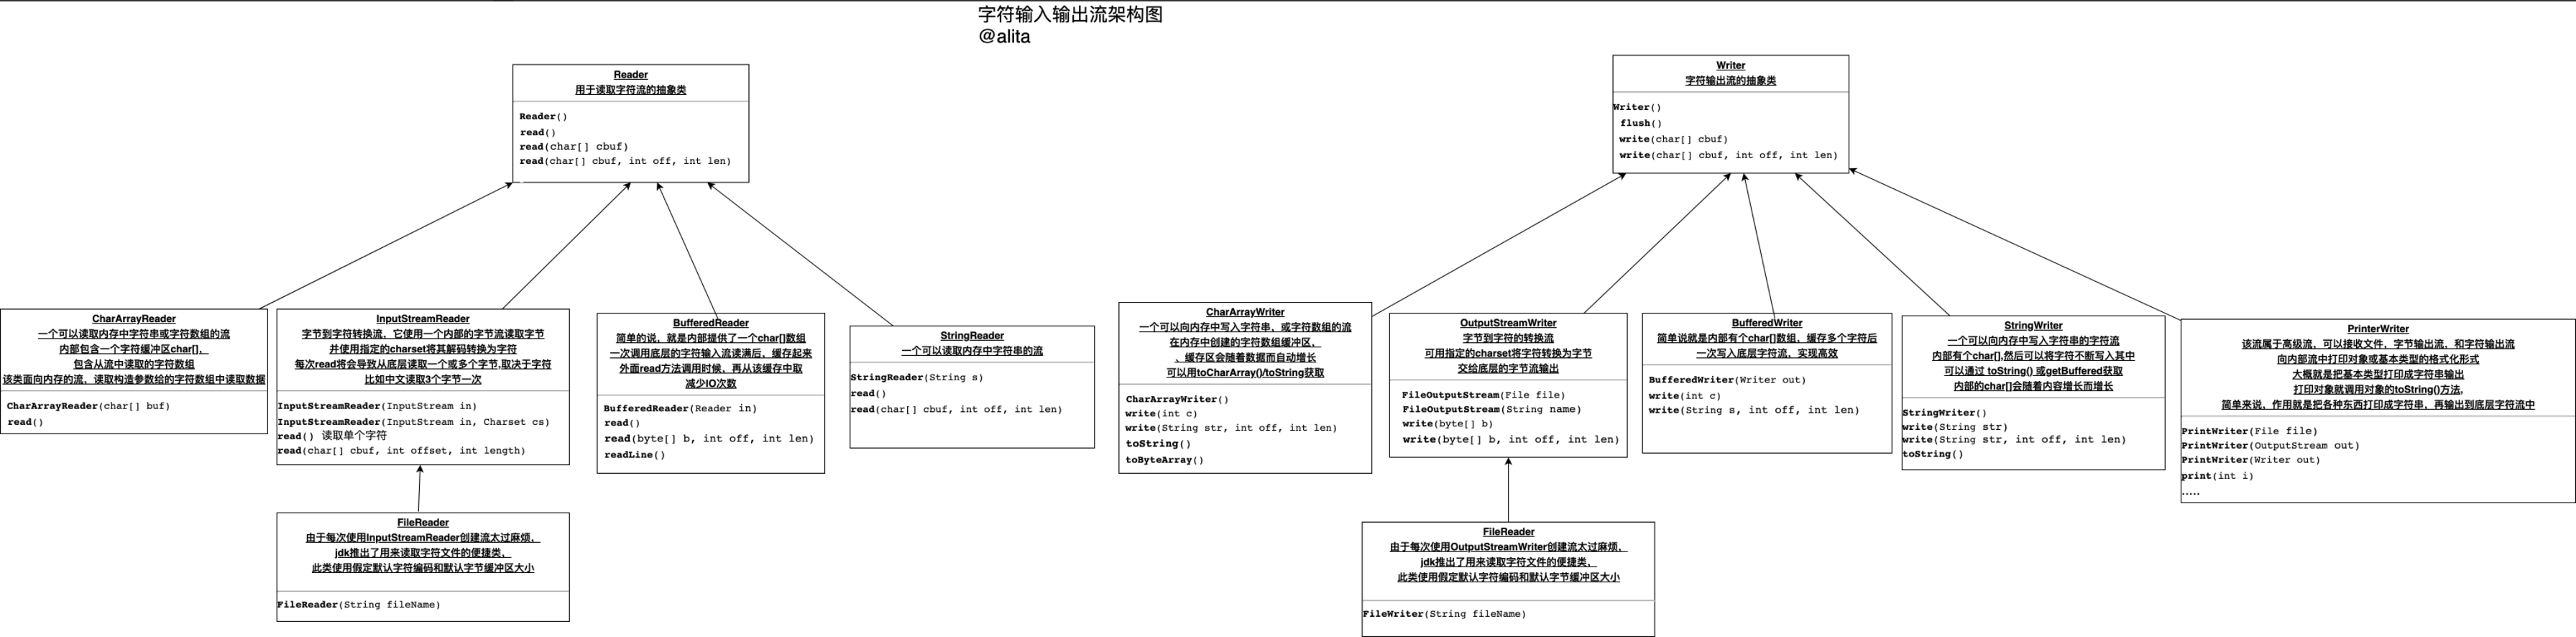 字符输入输出流架构图
@alita
Reader
用于读取字符流的抽象类
Reader()
read()
read(char[] cbuf)
read(char[] cbuf, int off, int len)
Writer
字符输出流的抽象类
Writer()
flush()
write(char[] cbuf)
write(char[] cbuf, int off, int len)
CharArrayReader
一个可以读取内存中字符串或字符数组的流
内部包含一个字符缓冲区char[],
包含从流中读取的字符数组
该类面向内存的流，读取构造参数给的字符数组中读取数据
CharArrayReader(char[] buf)
read()
InputStreamReader
字节到字符转换流，它使用一个内部的字节流读取字节
并使用指定的charset将其解码转换为字符
每次read将会导致从底层读取一个或多个字节,取决于字符
比如中文读取3个字节一次
InputStreamReader(InputStream in)
InputStreamReader(InputStream in, Charset cs)
read() 读取单个字符
read(char[] cbuf, int offset, int length)
BufferedReader
简单的说，就是内部提供了一个char[]数组
一次调用底层的字符输入流读满后，缓存起来
外面read方法调用时候，再从该缓存中取
减少IO次数
BufferedReader(Reader in)
read()
read(byte[] b, int off, int len)
readLine()
StringReader
一个可以读取内存中字符串的流
StringReader(String s)
read()
read(char[] cbuf, int off, int len)
CharArrayWriter
一个可以向内存中写入字符串，或字符数组的流
在内存中创建的字符数组缓冲区，
、缓存区会随着数据而自动增长
可以用toCharArray()/toString获取
CharArrayWriter()
write(int c)
write(String str, int off, int len)
toString()
toByteArray()
OutputStreamWriter
字节到字符的转换流
可用指定的charset将字符转换为字节
交给底层的字节流输出
FileOutputStream(File file)
FileOutputStream(String name)
write(byte[] b)
write(byte[] b, int off, int len)
BufferedWriter
简单说就是内部有个char[]数组，缓存多个字符后
一次写入底层字符流，实现高效
BufferedWriter(Writer out)
write(int c)
write(String s, int off, int len)
StringWriter
一个可以向内存中写入字符串的字符流
内部有个char[],然后可以将字符不断写入其中
可以通过 toString() 或getBuffered获取
内部的char[]会随着内容增长而增长
StringWriter()
write(String str)
write(String str, int off, int len)
toString()
PrinterWriter
该流属于高级流，可以接收文件，字节输出流，和字符输出流
向内部流中打印对象或基本类型的格式化形式
大概就是把基本类型打印成字符串输出
打印对象就调用对象的toString()方法,
简单来说，作用就是把各种东西打印成字符串，再输出到底层字符流中
PrintWriter(File file)
PrintWriter(OutputStream out)
PrintWriter(Writer out)
print(int i)
.....
FileReader
由于每次使用InputStreamReader创建流太过麻烦，
jdk推出了用来读取字符文件的便捷类，
此类使用假定默认字符编码和默认字节缓冲区大小
FileReader(String fileName)
FileReader
由于每次使用OutputStreamWriter创建流太过麻烦，
jdk推出了用来读取字符文件的便捷类，
此类使用假定默认字符编码和默认字节缓冲区大小
FileWriter(String fileName)